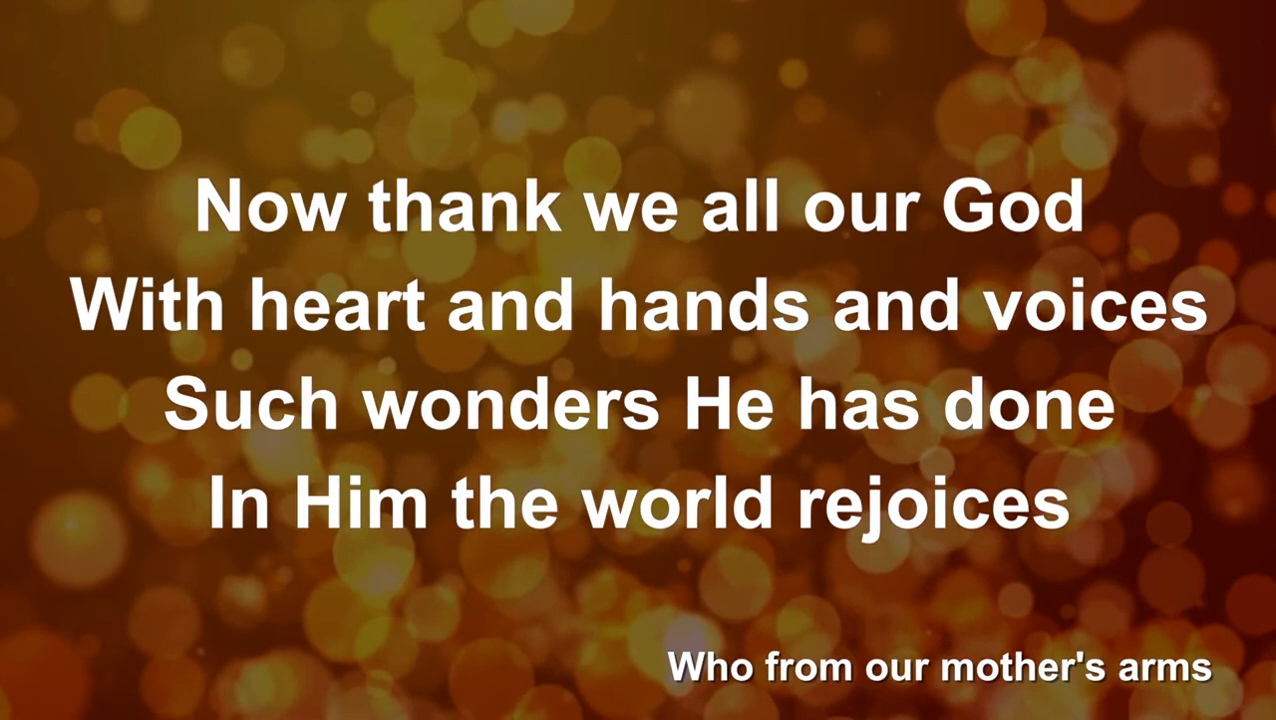 Now thank we all our God
With heart and hands and voices
Such wonders He has done
In Him the world rejoices
Who from our mother's arms